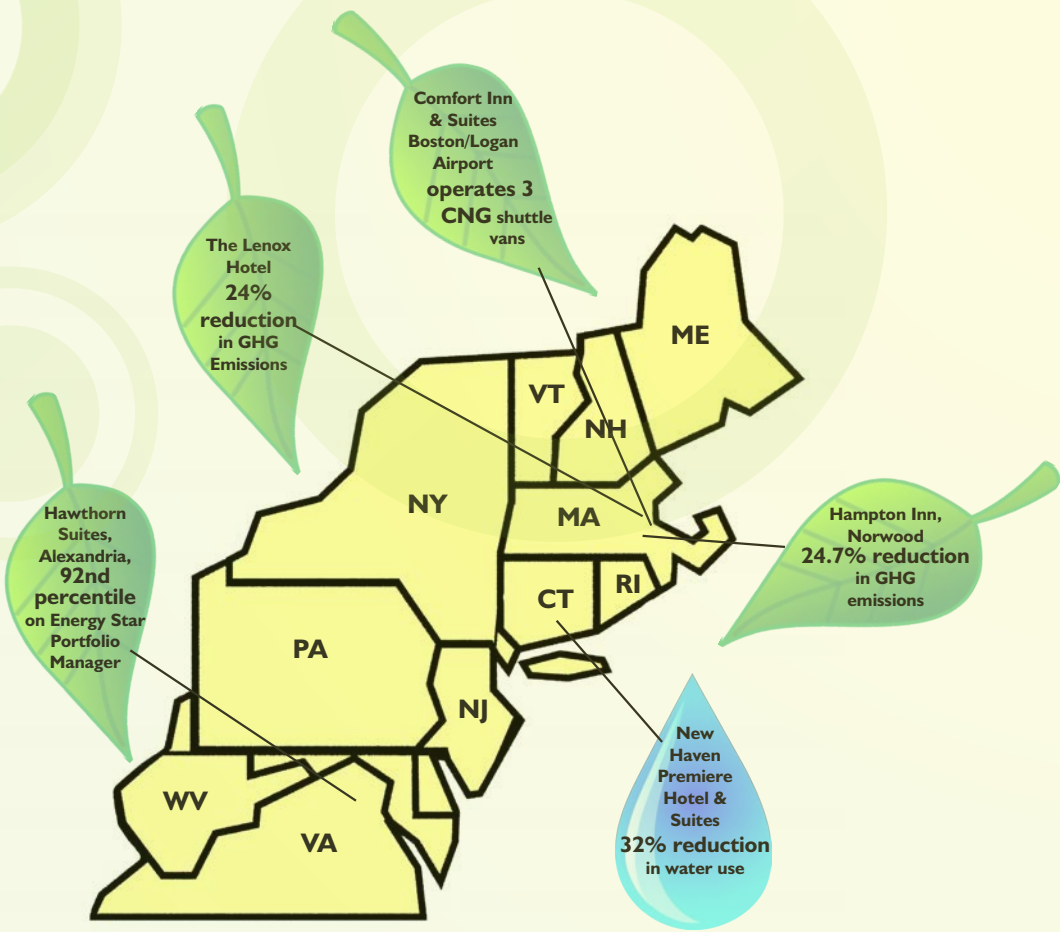 Comfort Inn
& Suites
Boston/Logan
Airport
operates 3
CNG shuttle
vans
The Lenox
Hotel
24%
reduction
in GHG
Emissions
Hawthorn
Suites,
Alexandria,
92nd
percentile
on Energy Star
Portfolio
Manager
Hampton Inn,
Norwood
24.7% reduction
in GHG
emissions
New
Haven
Premiere
Hotel &
Suites
32% reduction
in water use
ME
VT
NH
NY
MA
CT
RI
PA
NJ
WV
VA